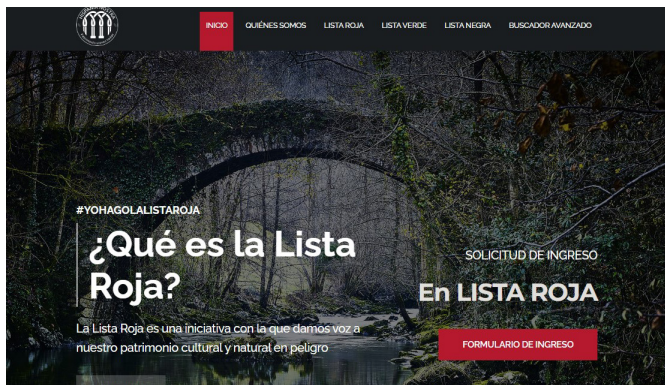 HISPANIA NOSTRA
INICIO
QUIÉNES SOMOS
LISTA ROJA
LISTA VERDE
LISTA NEGRA
BUSCADOR AVANZADO
#YOHAGOLALISTAROJA
¿Qué es la Lista
Roja?
La Lista Roja es una iniciativa con la que damos voz a
nuestro patrimonio cultural y natural en peligro
SOLICITUD DE INGRESO
En LISTA ROJA
FORMULARIO DE INGRESO